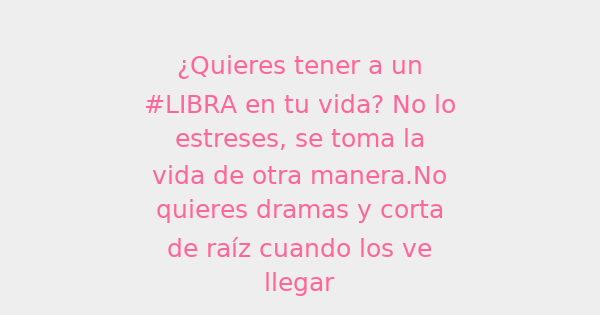 ¿Quieres tener a un
#LIBRA en tu vida? No lo
estreses, se toma la
vida de otra manera.No
quieres dramas y corta
de raíz cuando los ve
llegar